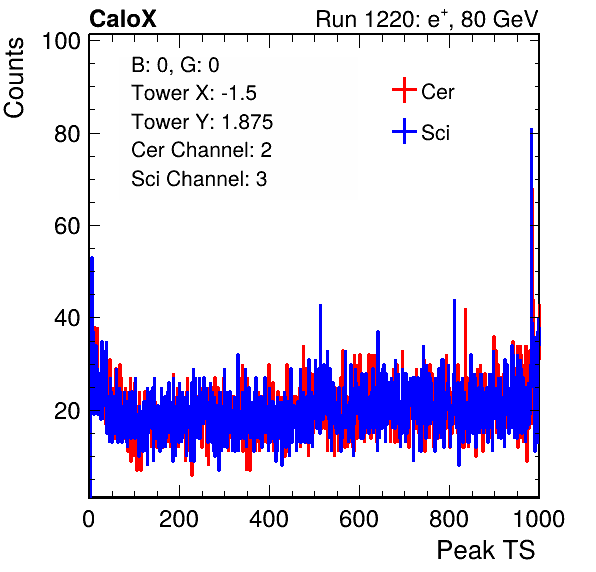 CaloX Run 1220: e⁺, 80 GeV
Counts
100
80
60
40
20
B: 0, G: 0
Tower X: -1.5
Tower Y: 1.875
Cer Channel: 2
Sci Channel: 3
Cer
Sci
0 200 400 600 800 1000
Peak TS